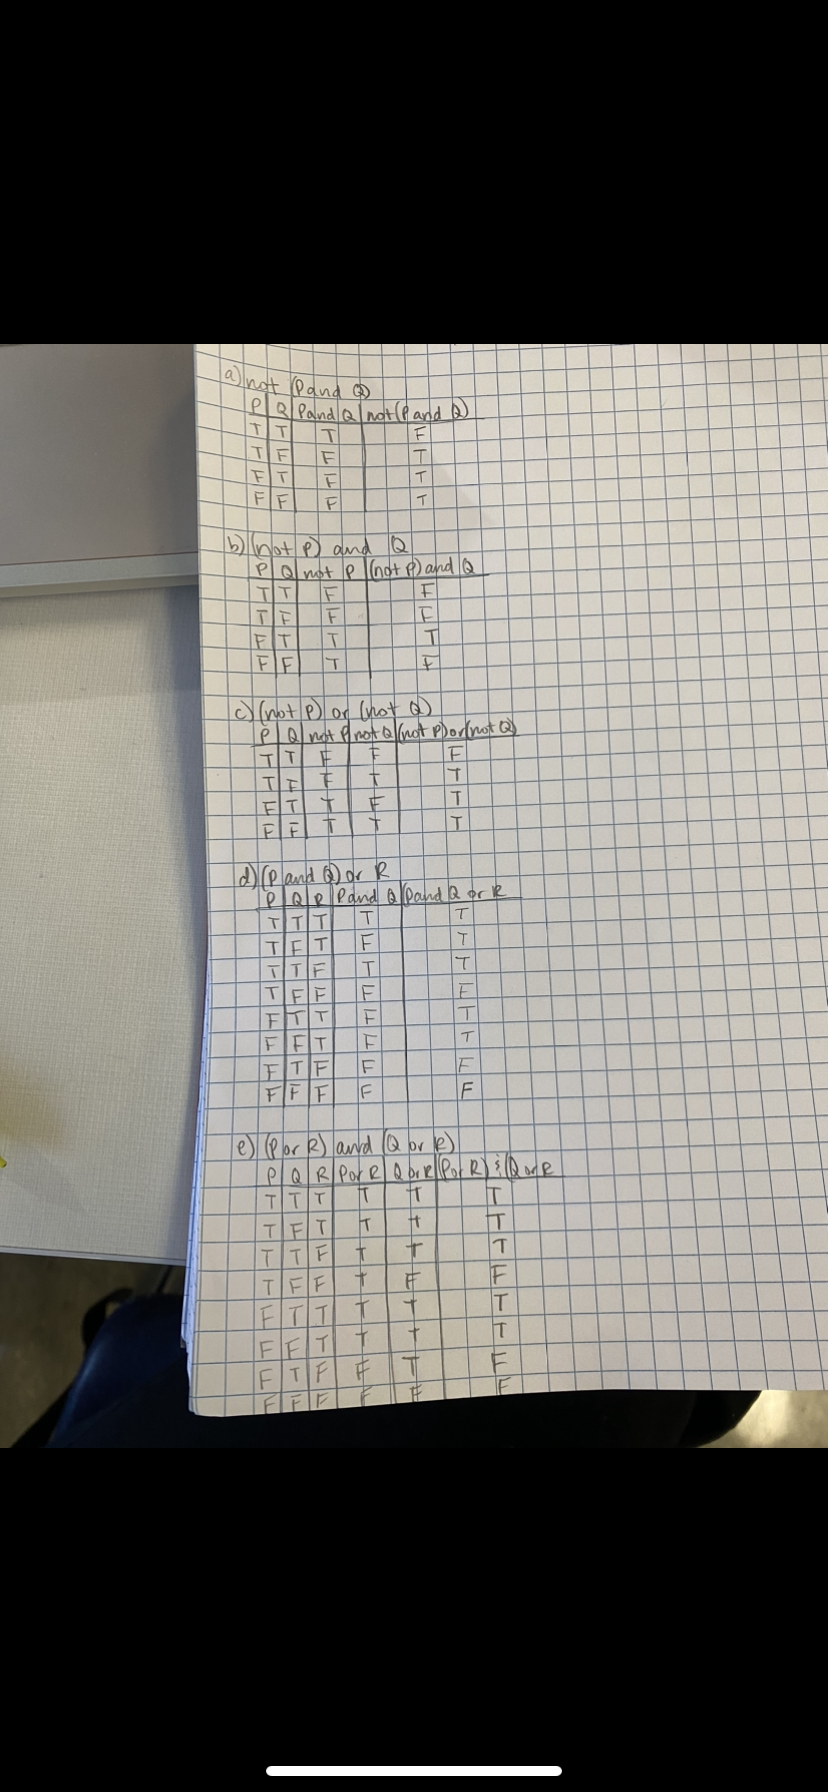 a) not (P and Q)
P Q P and Q not (P and Q)
T T T F
T F F T
F T F T
F F F T
b) (not P) and Q
P Q not P (not P) and Q
T T F F
T F F F
F T T T
F F T F
c) (not P) or (not Q)
P Q not P not Q (not P) or (not Q)
T T F F F
T F F T T
F T T F T
F F T T T
d) (P and Q) or R
P Q R P and Q (P and Q or R
T T T T T
T F T F T
T T F T T
T F F F F
F T T F T
F F T F T
F T F F F
F F F F F
e) (P or R) and (Q or R)
P Q R P or R Q or R (P or R) & (Q or R
T T T T T T
T F T T T T
T T F T T T
T F F T F F
F T T T T T
F F T T T T
F T F F T F
F F F F F F